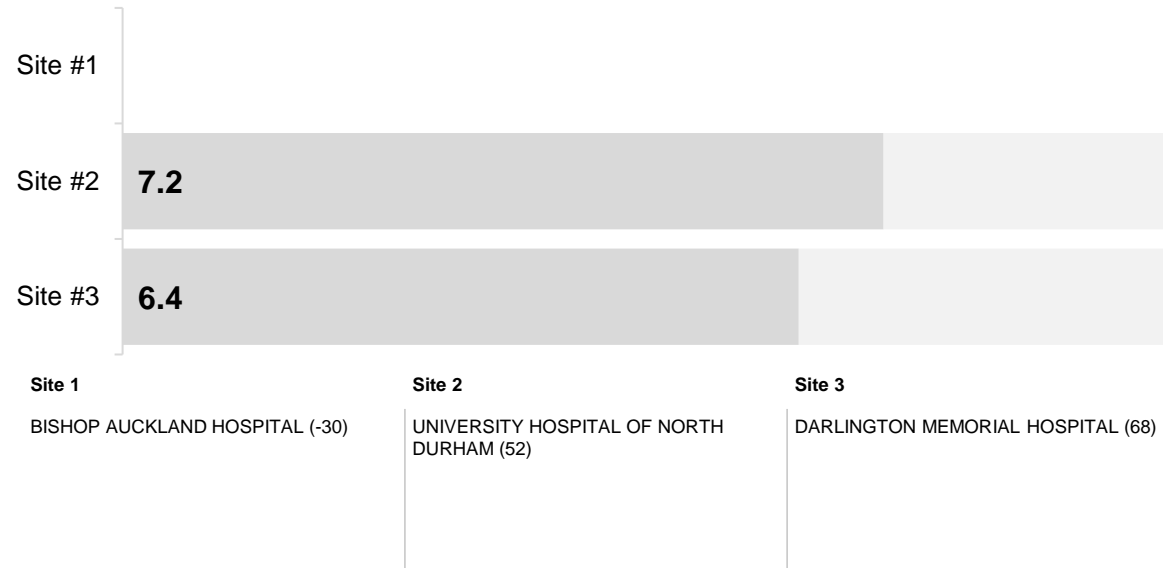 Site #1
Site #2
7.2
Site #3
6.4
Site 1
BISHOP AUCKLAND HOSPITAL (-30)
Site 2
UNIVERSITY HOSPITAL OF NORTH
DURHAM (52)
Site 3
DARLINGTON MEMORIAL HOSPITAL (68)